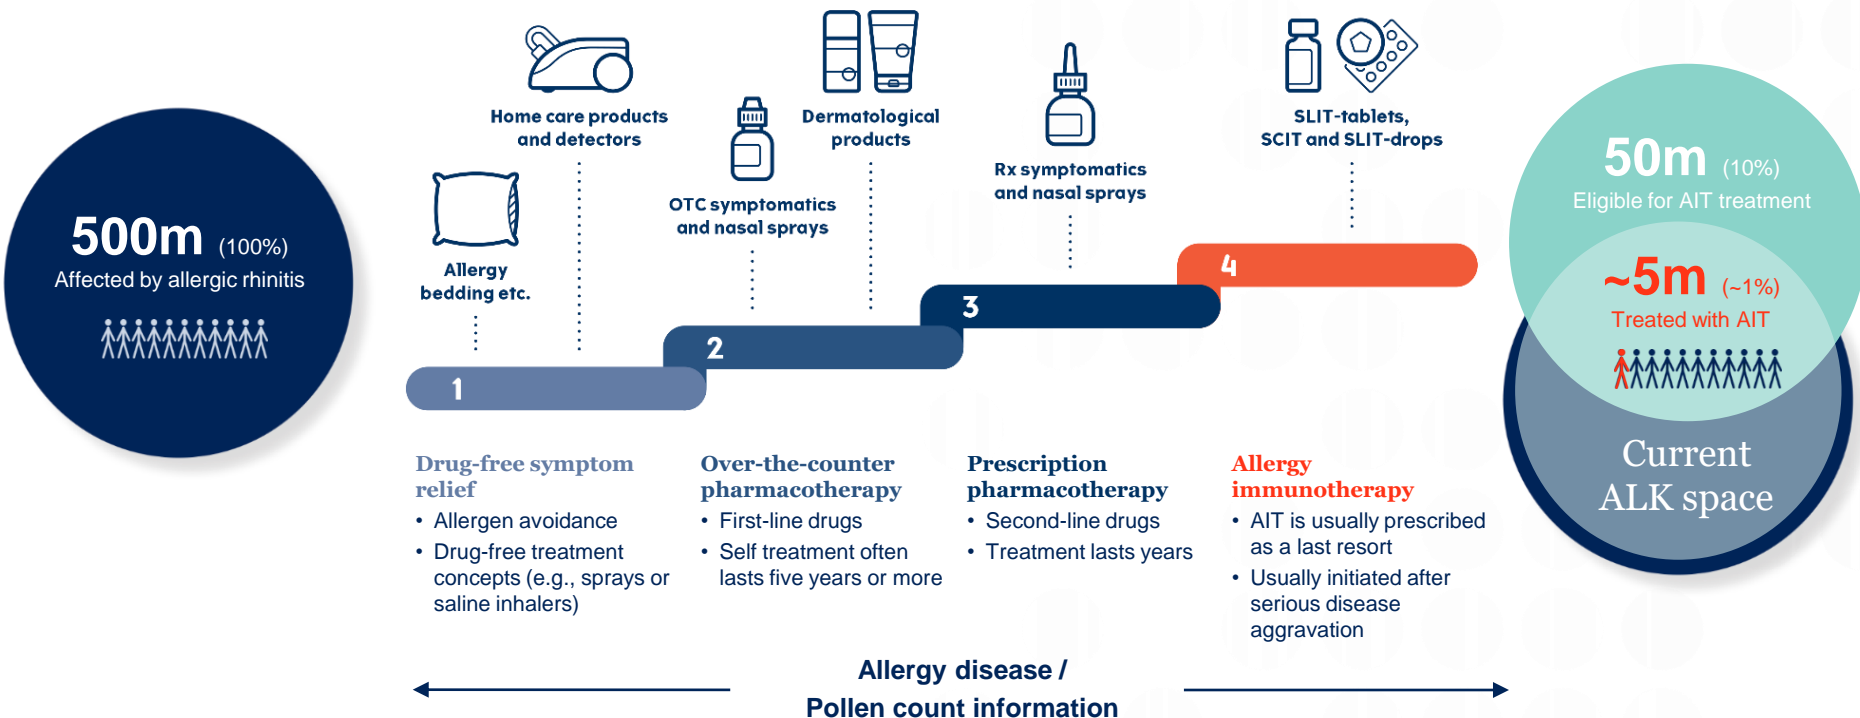 500m (100%)
Affected by allergic rhinitis
Allergy
bedding etc.
Home care products
and detectors
OTC symptomatics
and nasal sprays
Dermatological
products
Rx symptomatics
and nasal sprays
SLIT-tablets,
SCIT and SLIT-drops
1
2
3
4
Drug-free symptom
relief
• Allergen avoidance
• Drug-free treatment
concepts (e.g., sprays or
saline inhalers)
Over-the-counter
pharmacotherapy
• First-line drugs
• Self treatment often
lasts five years or more
Prescription
pharmacotherapy
• Second-line drugs
• Treatment lasts years
Allergy
immunotherapy
• AIT is usually prescribed
as a last resort
• Usually initiated after
serious disease
aggravation
50m (10%)
Eligible for AIT treatment
~5m (~1%)
Treated with AIT
Current
ALK space
Allergy disease /
Pollen count information